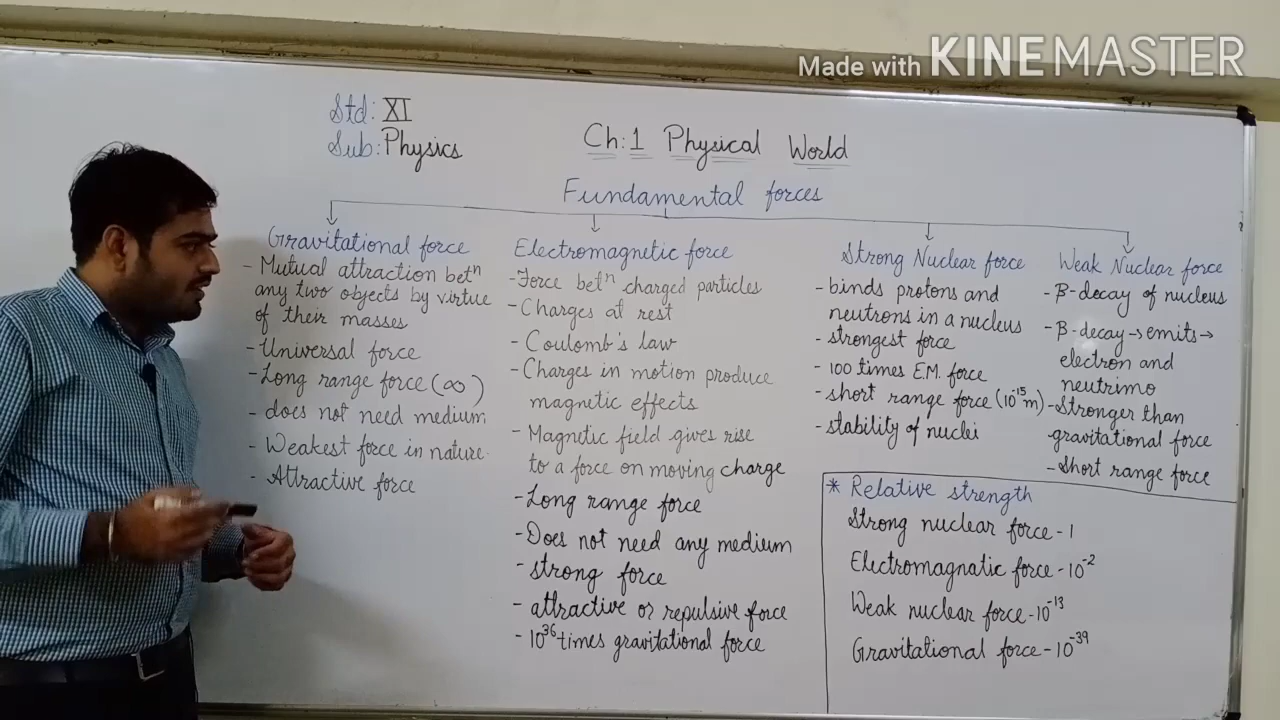 Made with KINEMASTER
Std: XI
Sub: Physics
Ch:1 Physical World
Fundamental forces
Gravitational force
- Mutual attraction betⁿ
any two objects by virtue
of their masses
- Universal force
- Long range force (∞)
- does not need medium
- Weakest force in nature.
- Attractive force
Electromagnetic force
- Force betⁿ charged particles
- Charges at rest
- Coulomb's law
- Charges in motion produce
magnetic effects
- Magnetic field gives rise
to a force on moving charge
- Long range force
- Does not need any medium
- strong force
- attractive or repulsive force
- 10³⁶ times gravitational force
Strong Nuclear force
- binds protons and
neutrons in a nucleus
- strongest force
- 100 times E.M. force
- short range force (10⁻¹⁵m)
- stability of nuclei
Weak Nuclear force
- β-decay of nucleus
- β-decay → emits →
electron and
neutrimo
- Stronger than
gravitational force
- Short range force
* Relative strength
Strong nuclear force - 1
Electromagnatic force - 10⁻²
Weak nuclear force - 10⁻¹³
Gravitational force - 10⁻³⁹